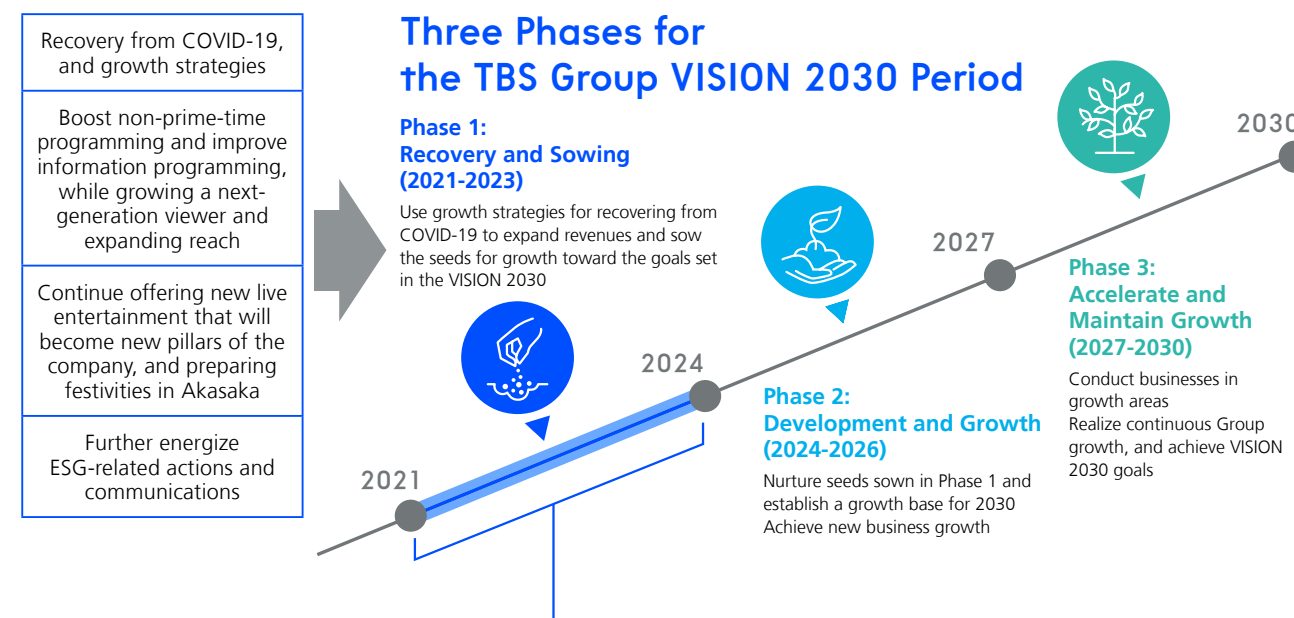 Recovery from COVID-19,
and growth strategies
Boost non-prime-time
programming and improve
information programming,
while growing a next-
generation viewer and
expanding reach
Continue offering new live
entertainment that will
become new pillars of the
company, and preparing
festivities in Akasaka
Further energize
ESG-related actions and
communications
Three Phases for
the TBS Group VISION 2030 Period
Phase 1:
Recovery and Sowing
(2021-2023)
Use growth strategies for recovering from
COVID-19 to expand revenues and sow
the seeds for growth toward the goals set
in the VISION 2030
2021
2024
Phase 2:
Development and Growth
(2024-2026)
Nurture seeds sown in Phase 1 and
establish a growth base for 2030
Achieve new business growth
2027
2030
Phase 3:
Accelerate and
Maintain Growth
(2027-2030)
Conduct businesses in
growth areas
Realize continuous Group
growth, and achieve VISION
2030 goals